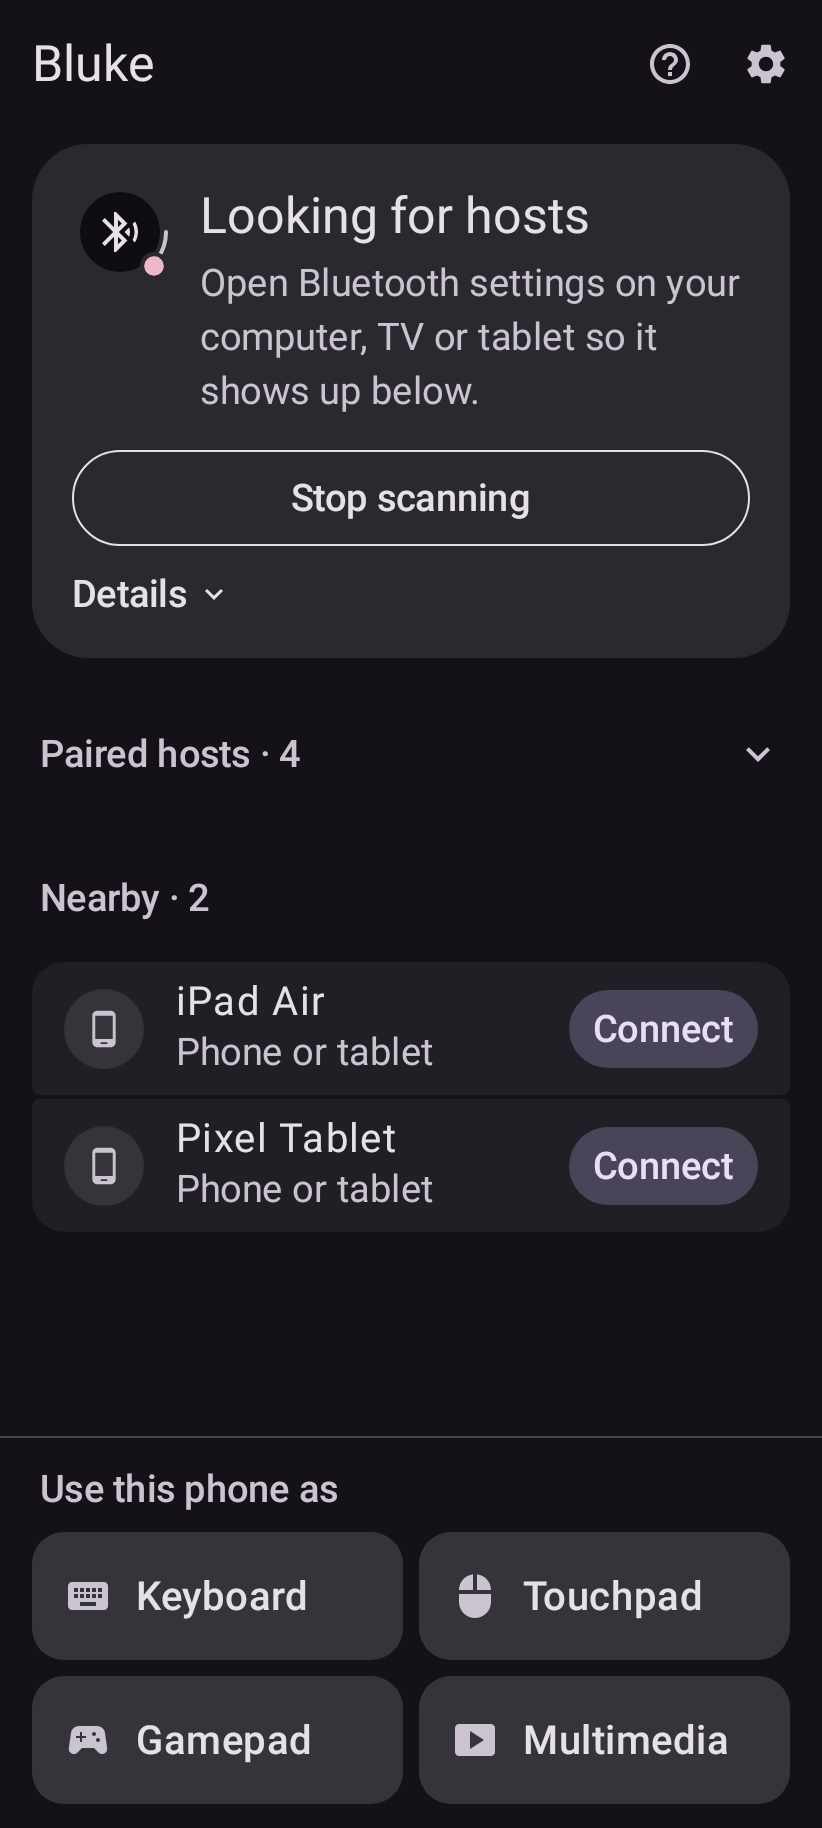 Bluke
Looking for hosts
Open Bluetooth settings on your
computer, TV or tablet so it
shows up below.
Stop scanning
Details
Paired hosts · 4
Nearby · 2
iPad Air
Phone or tablet
Connect
Pixel Tablet
Phone or tablet
Connect
Use this phone as
Keyboard
Touchpad
Gamepad
Multimedia